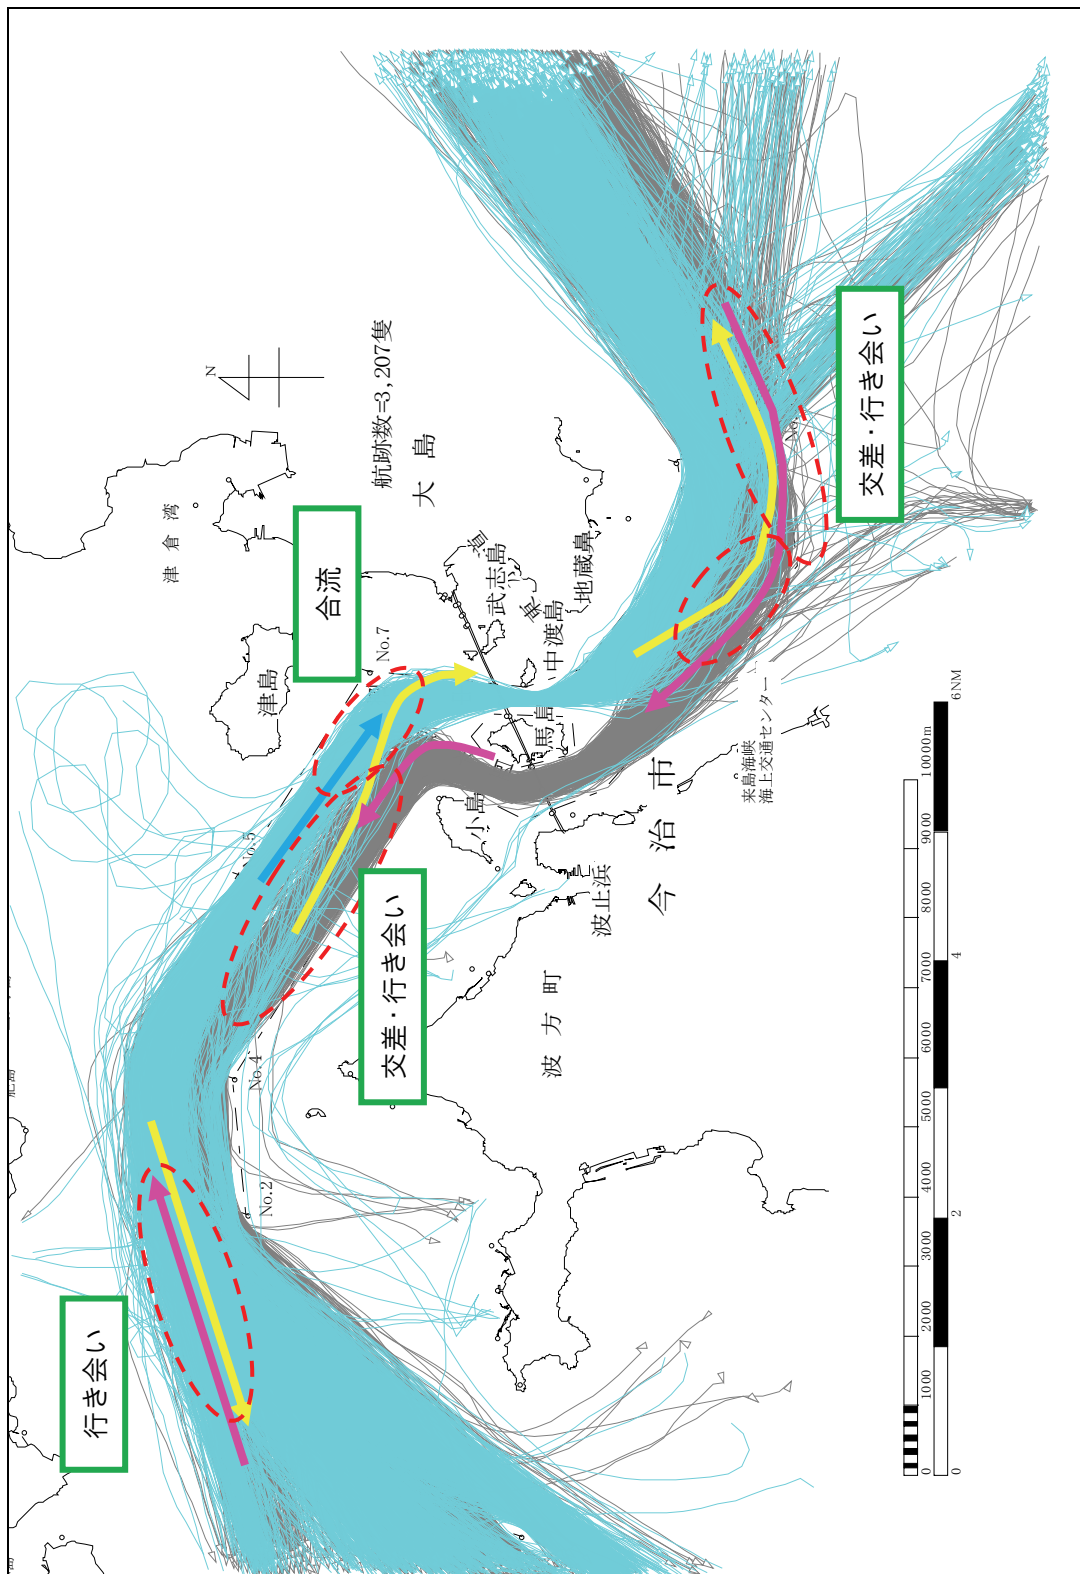 N
航跡数=3,207隻
大島
津倉湾
合流
津島
No.7
武志島
中渡島
地蔵鼻
馬島
小島
No.5
交差・行き会い
来島海峡
海上交通センター
今治市
波止浜
波方町
交差・行き会い
No.4
No.2
行き会い
0 1000 2000 3000 4000 5000 6000 7000 8000 9000 10000m
0 2 4 6NM